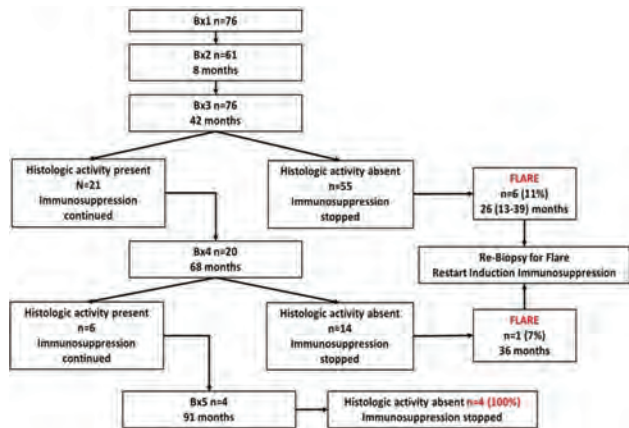 Bx1 n=76
Bx2 n=61
8 months
Bx3 n=76
42 months
Histologic activity present
N=21
Immunosuppression
continued
Histologic activity absent
n=55
Immunosuppression
stopped
FLARE
n=6 (11%)
26 (13-39) months
Re-Biopsy for Flare
Restart Induction Immunosuppression
Bx4 n=20
68 months
Histologic activity present
n=6
Immunosuppression
continued
Histologic activity absent
n=14
Immunosuppression
stopped
FLARE
n=1 (7%)
36 months
Bx5 n=4
91 months
Histologic activity absent n=4 (100%)
Immunosuppression stopped